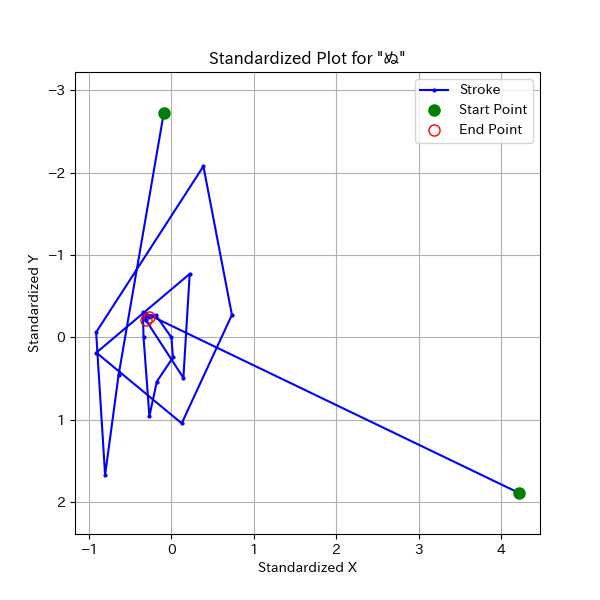 Standardized Plot for "ぬ"
Stroke
Start Point
End Point
−3
−2
−1
0
1
2
Standardized Y
−1 0 1 2 3 4
Standardized X